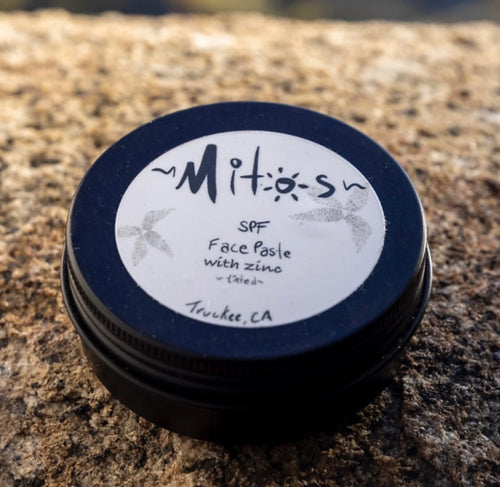 ~Mitos~
SPF
Face Paste
with zinc
~tinted~
Truckee, CA